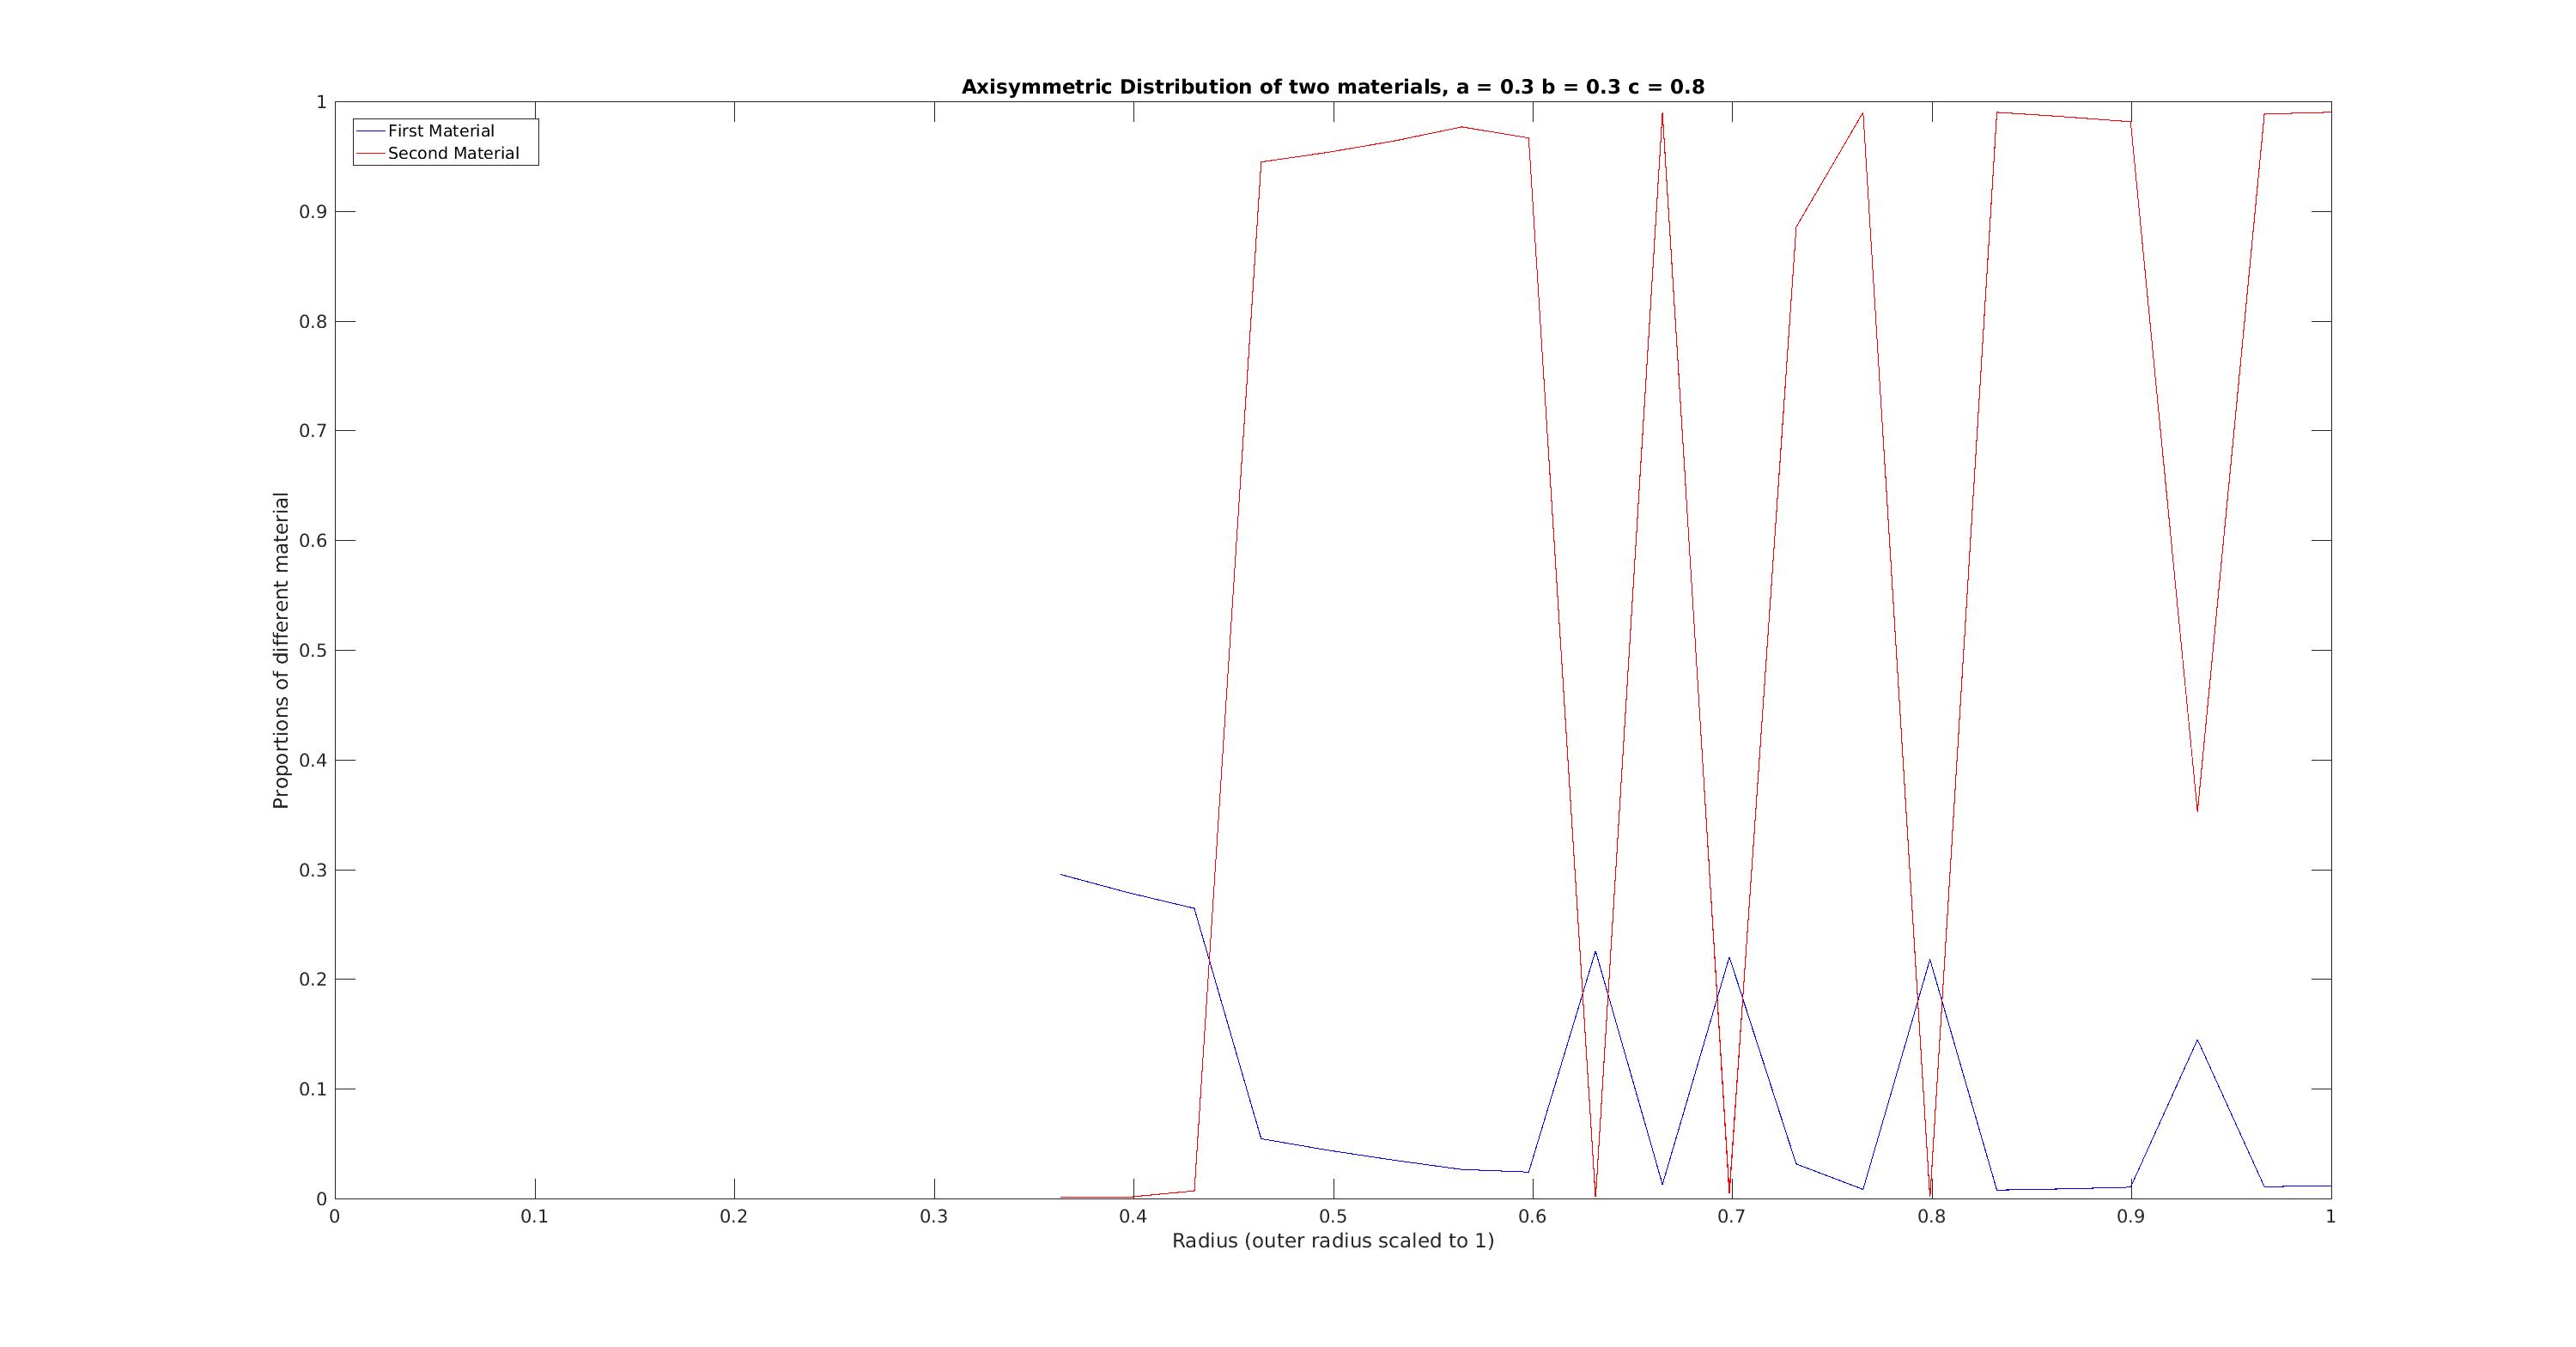 Axisymmetric Distribution of two materials, a = 0.3 b = 0.3 c = 0.8
First Material
Second Material
Proportions of different material
1
0.9
0.8
0.7
0.6
0.5
0.4
0.3
0.2
0.1
0
0 0.1 0.2 0.3 0.4 0.5 0.6 0.7 0.8 0.9 1
Radius (outer radius scaled to 1)